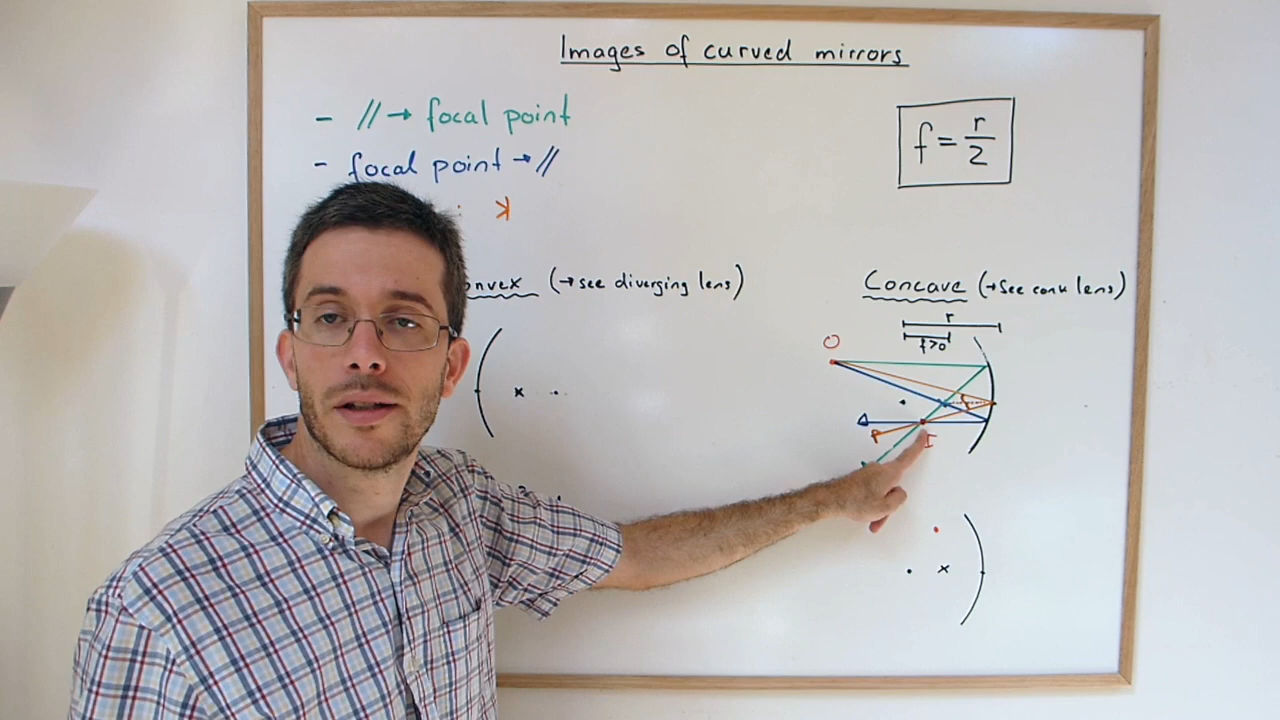 Images of curved mirrors
- // → focal point
- focal point → //
f = r/2
(→ see diverging lens)
Concave (→ See conv lens)
r
f>0
O
I